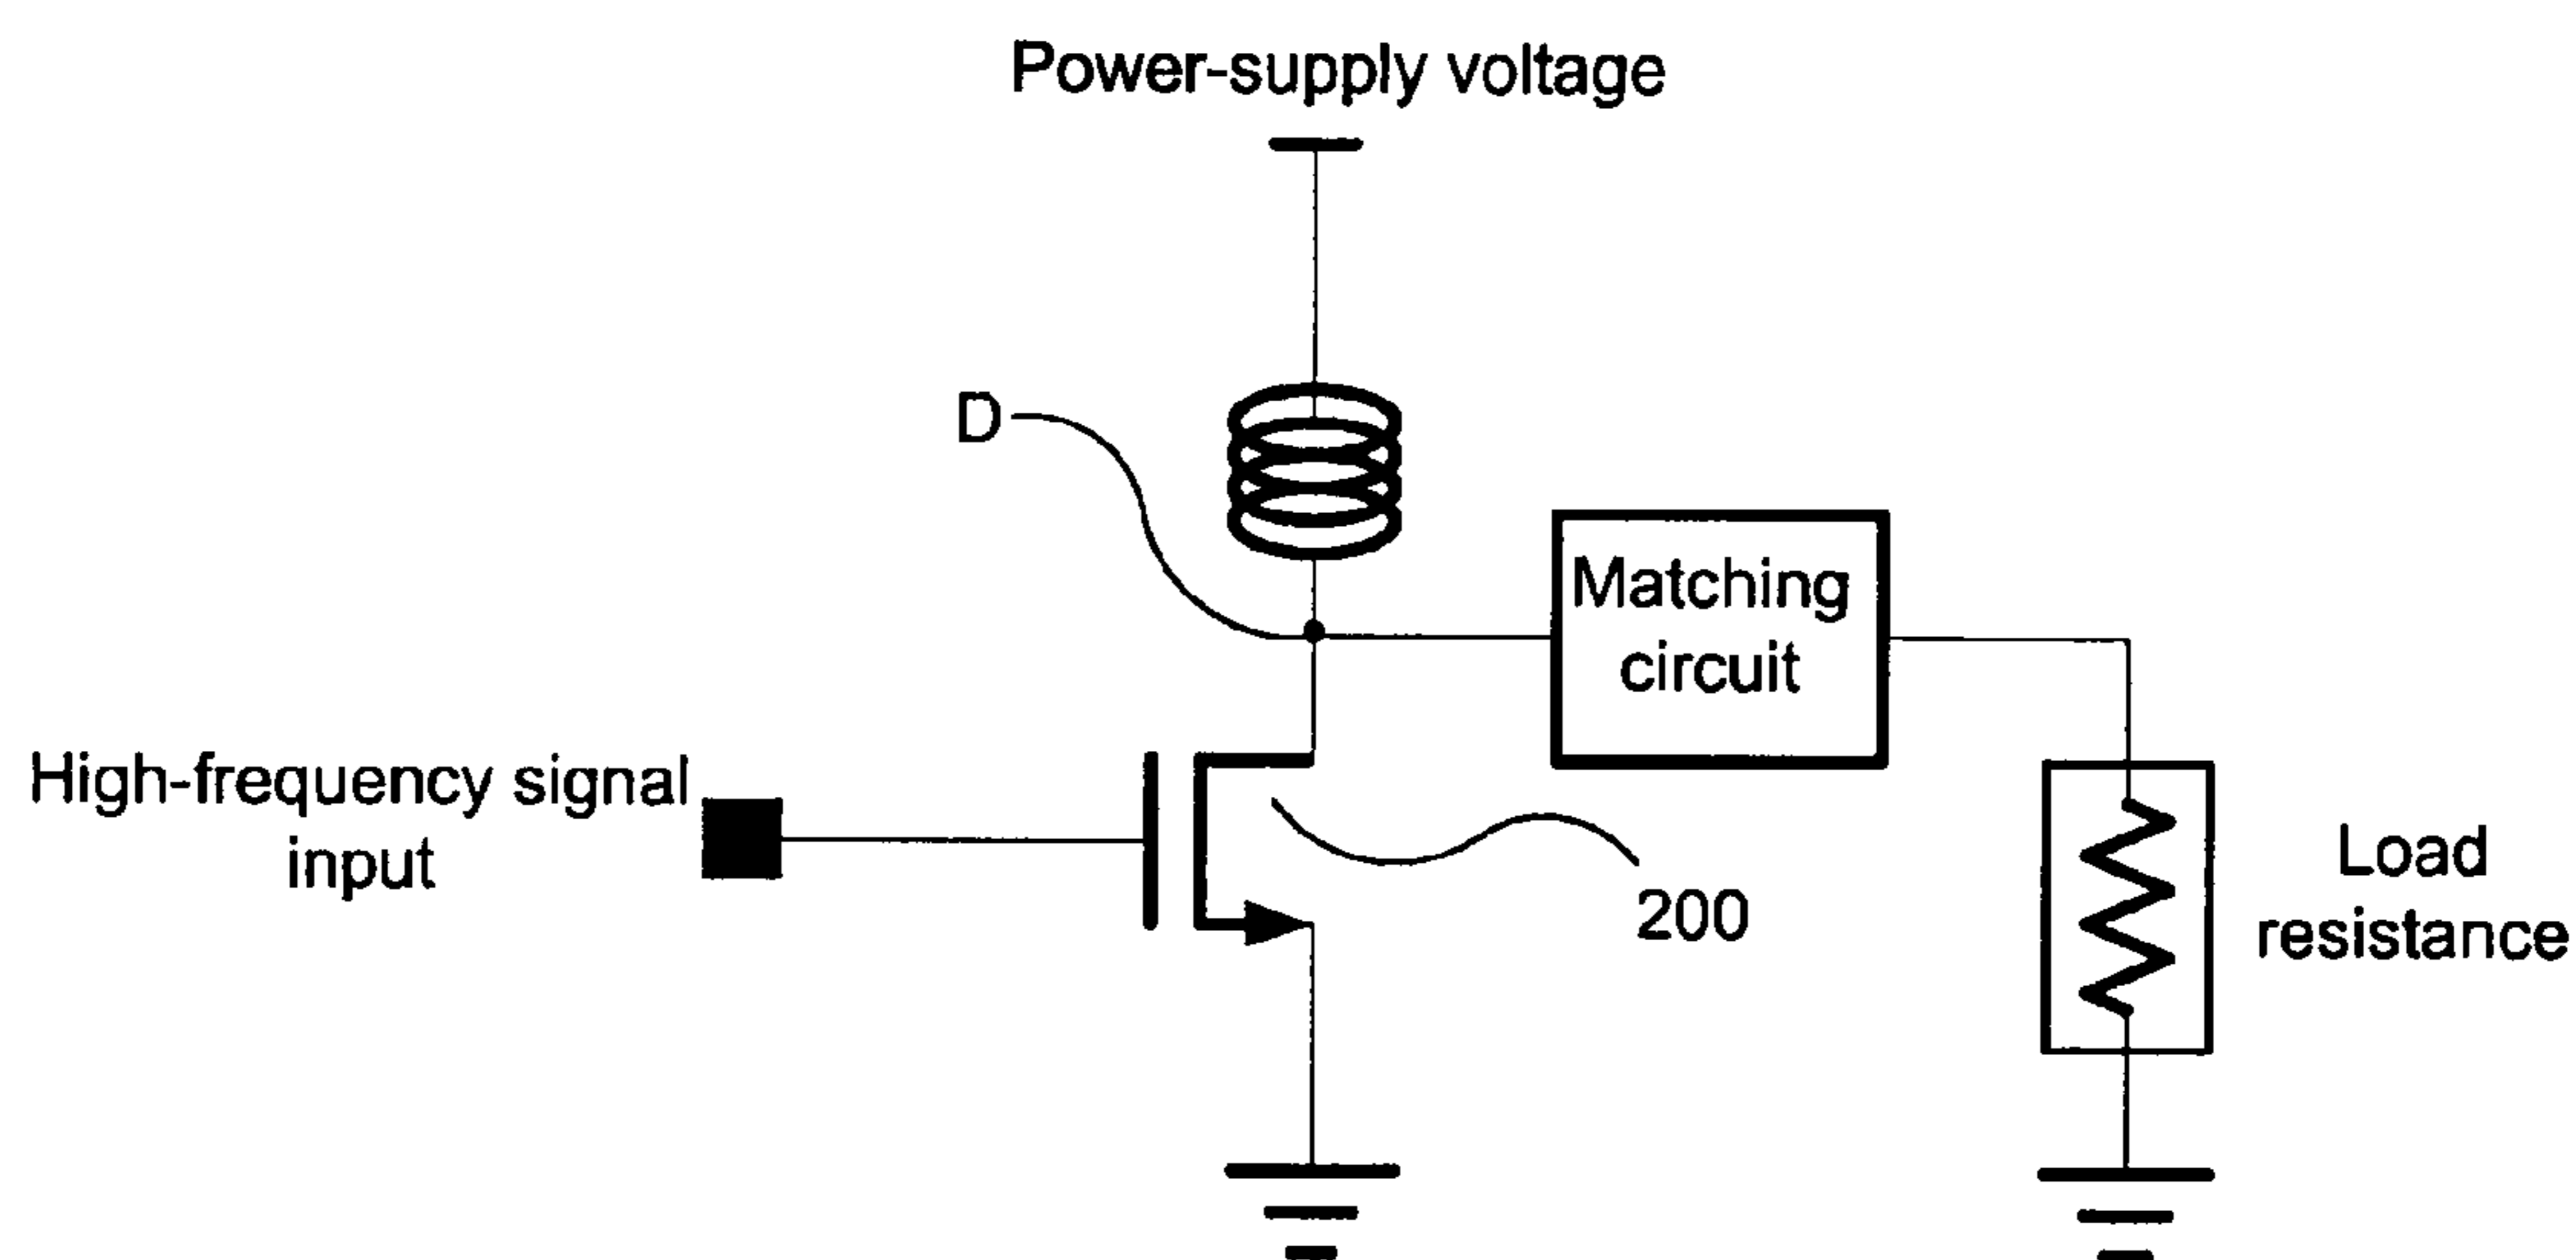 Power-supply voltage
D
Matching
circuit
High-frequency signal
input
200
Load
resistance